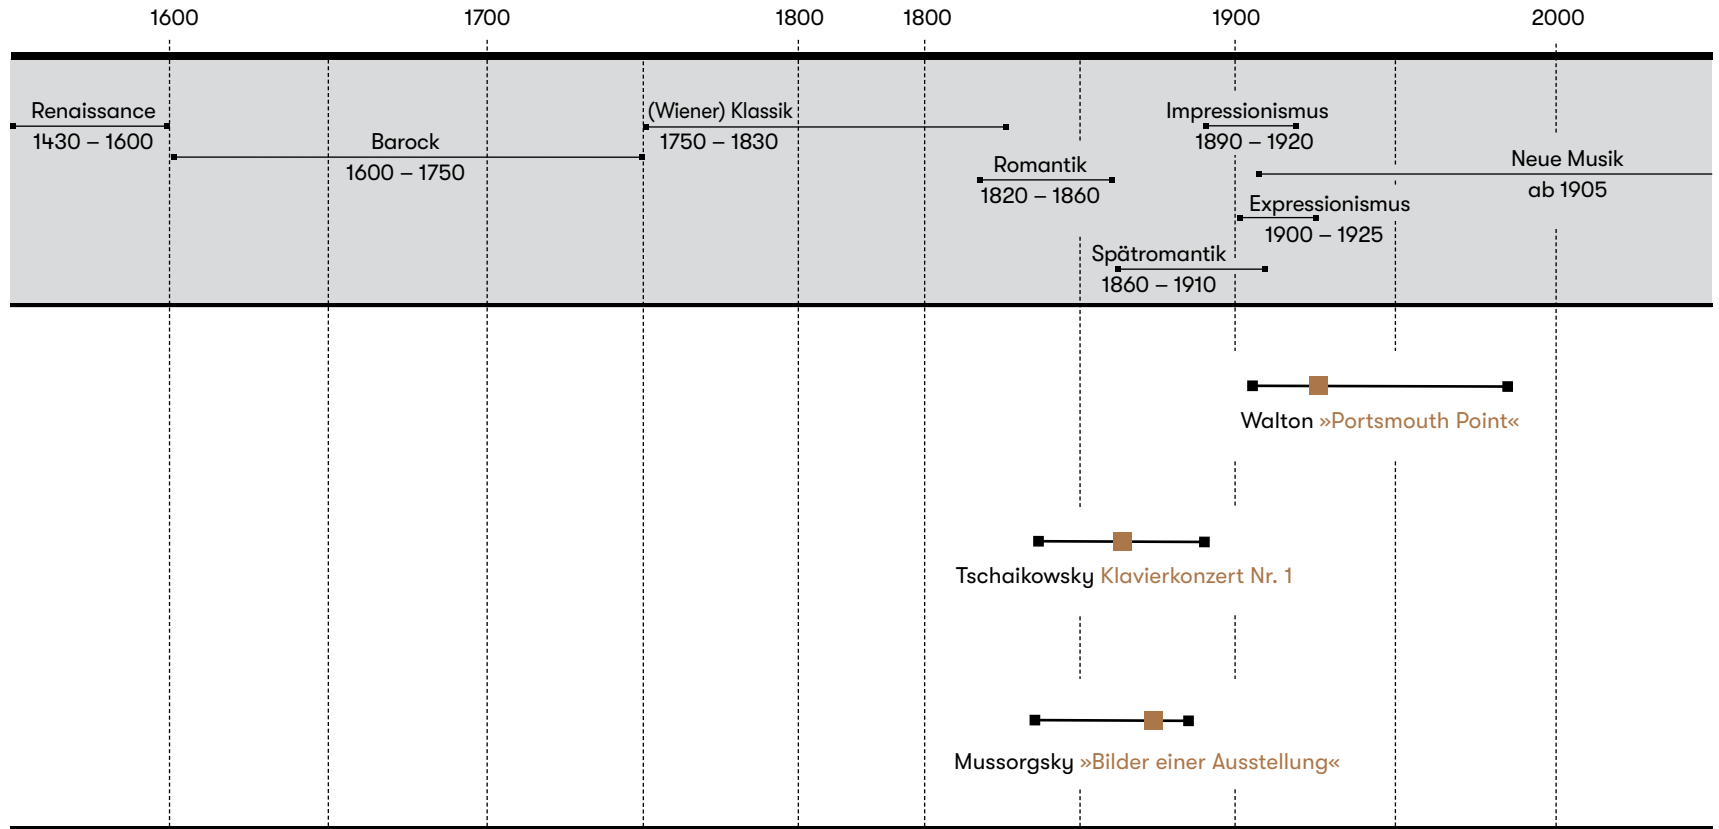 1600 1700 1800 1800 1900 2000
Renaissance
1430 – 1600
Barock
1600 – 1750
(Wiener) Klassik
1750 – 1830
Romantik
1820 – 1860
Spätromantik
1860 – 1910
Impressionismus
1890 – 1920
Expressionismus
1900 – 1925
Neue Musik
ab 1905
Walton »Portsmouth Point«
Tschaikowsky Klavierkonzert Nr. 1
Mussorgsky »Bilder einer Ausstellung«